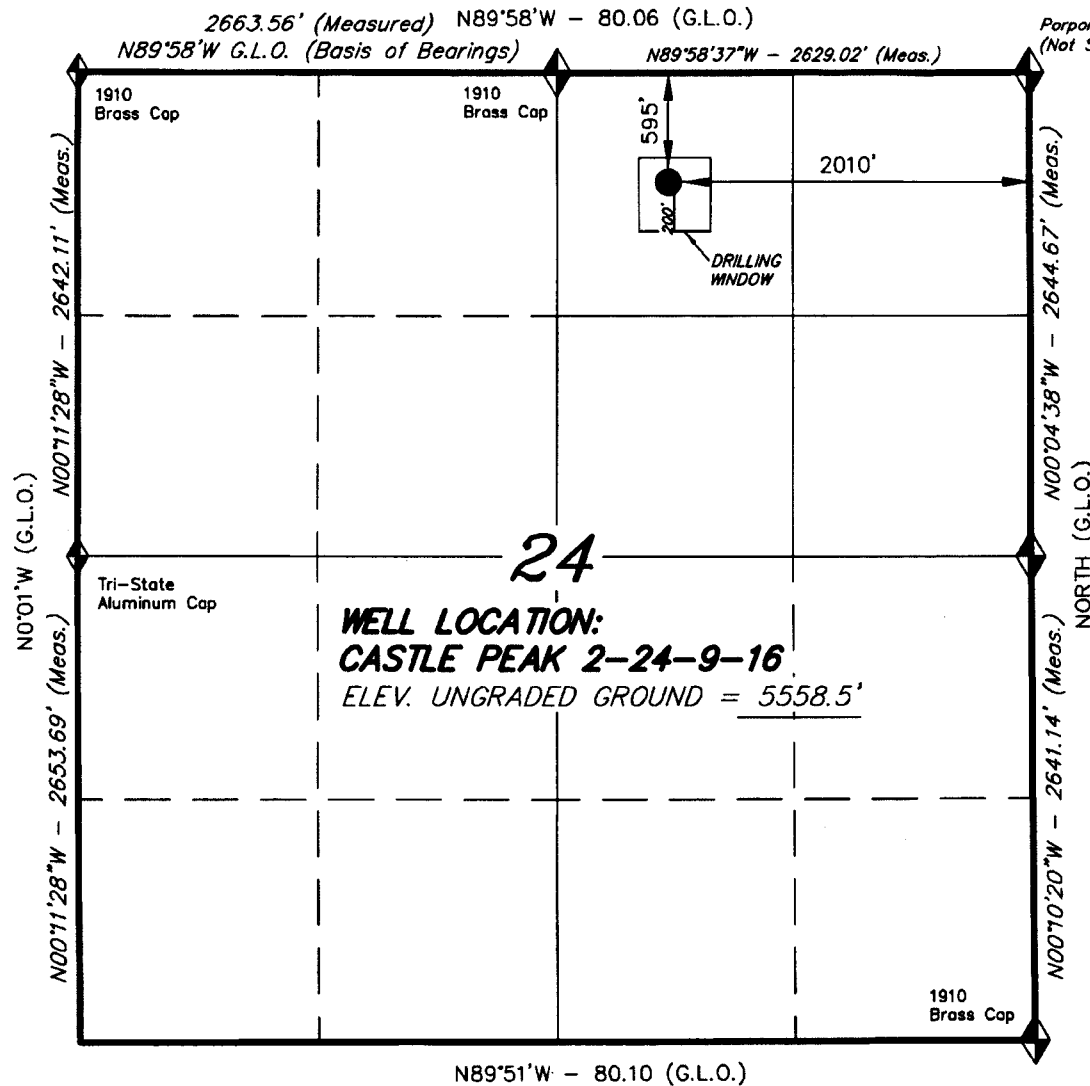 2663.56' (Measured)
N89°58'W - 80.06 (G.L.O.)
N89°58'W G.L.O. (Basis of Bearings)
N89°58'37"W - 2629.02' (Meas.)
(Not
1910
Brass Cap
1910
Brass Cap
595'
2010'
200'
DRILLING
WINDOW
N00°11'28"W - 2642.11' (Meas.)
N00°04'38"W - 2644.67' (Meas.)
N0°01'W (G.L.O.)
NORTH (G.L.O.)
24
Tri-State
Aluminum Cap
WELL LOCATION:
CASTLE PEAK 2-24-9-16
ELEV. UNGRADED GROUND = 5558.5'
N00°11'28"W - 2653.69' (Meas.)
N00°10'20"W - 2641.14' (Meas.)
1910
Brass Cap
N89°51'W - 80.10 (G.L.O.)